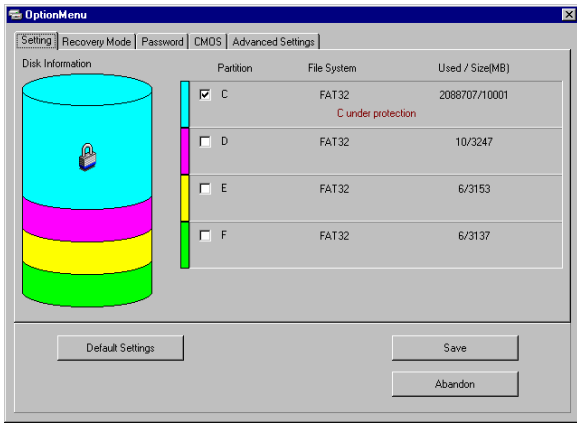 OptionMenu
Setting Recovery Mode Password CMOS Advanced Settings
Disk Information Partition File System Used / Size(MB)
C FAT32 2088707/10001
C under protection
D FAT32 10/3247
E FAT32 6/3153
F FAT32 6/3137
Default Settings Save
Abandon